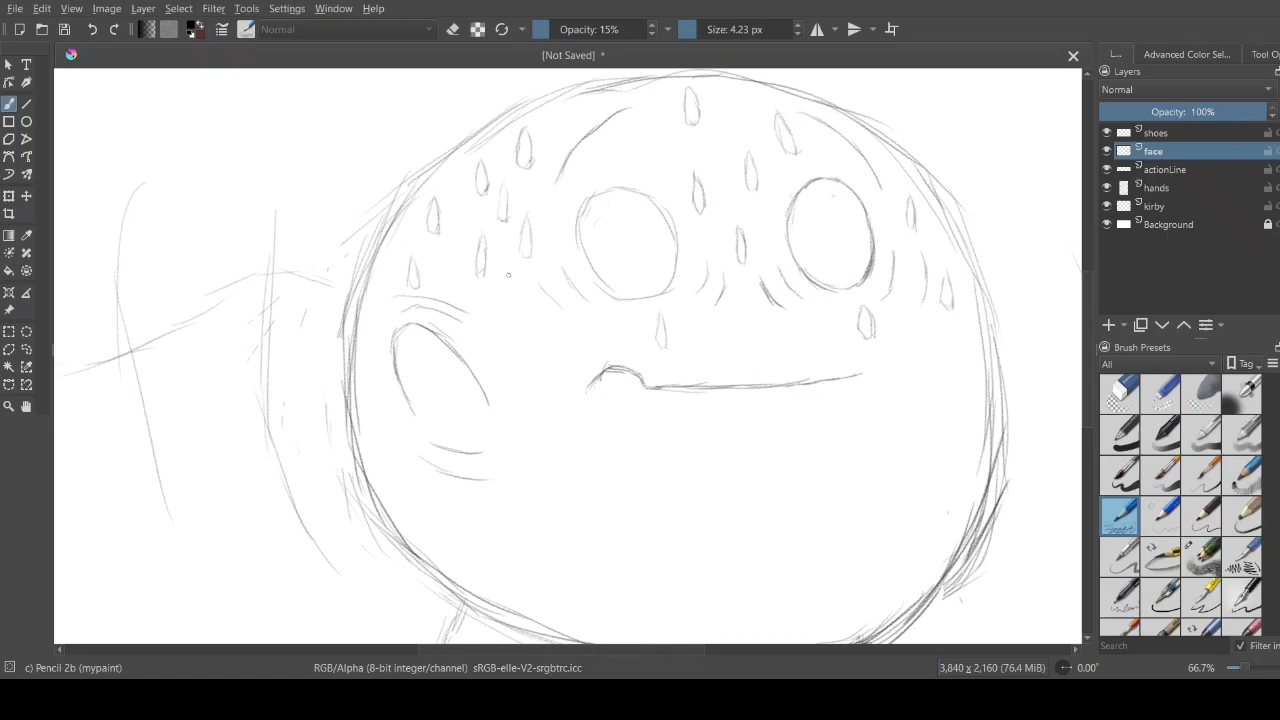 File Edit View Image Layer Select Filter Tools Settings Window Help
Normal Opacity: 15% Size: 4.23 px
[Not Saved] *
Advanced Color Sel... Tool Op
Layers
Normal
Opacity: 100%
shoes
face
actionLine
hands
kirby
Background
Brush Presets
All Tag
Search Filter in
c) Pencil 2b (mypaint) RGB/Alpha (8-bit integer/channel) sRGB-elle-V2-srgbtrc.icc 3,840 x 2,160 (76.4 MiB) 0.00° 66.7%